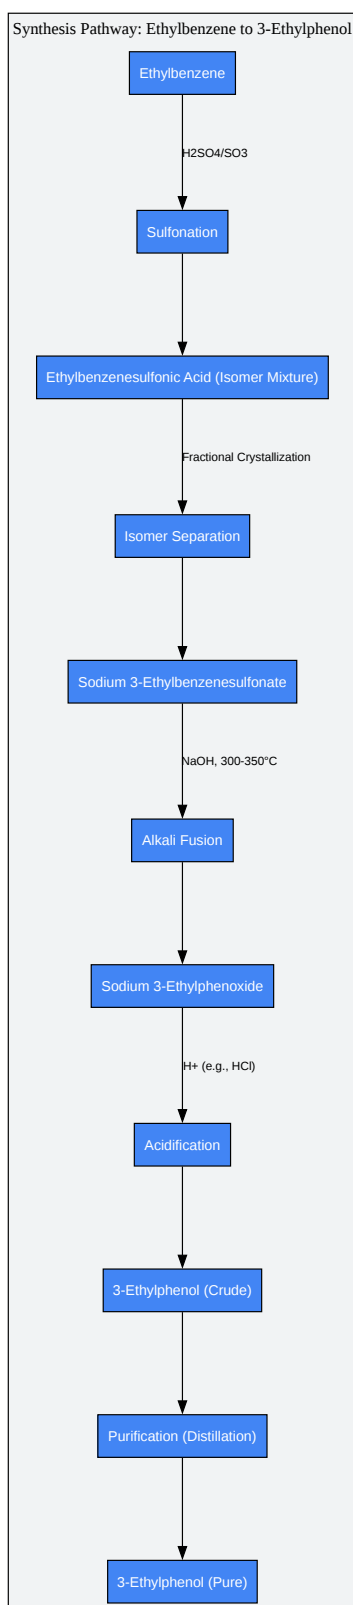 Synthesis Pathway: Ethylbenzene to 3-Ethylphenol
Ethylbenzene
H2SO4/SO3
Sulfonation
Ethylbenzenesulfonic Acid (Isomer Mixture)
Fractional Crystallization
Isomer Separation
Sodium 3-Ethylbenzenesulfonate
NaOH, 300-350°C
Alkali Fusion
Sodium 3-Ethylphenoxide
H+ (e.g., HCl)
Acidification
3-Ethylphenol (Crude)
Purification (Distillation)
3-Ethylphenol (Pure)